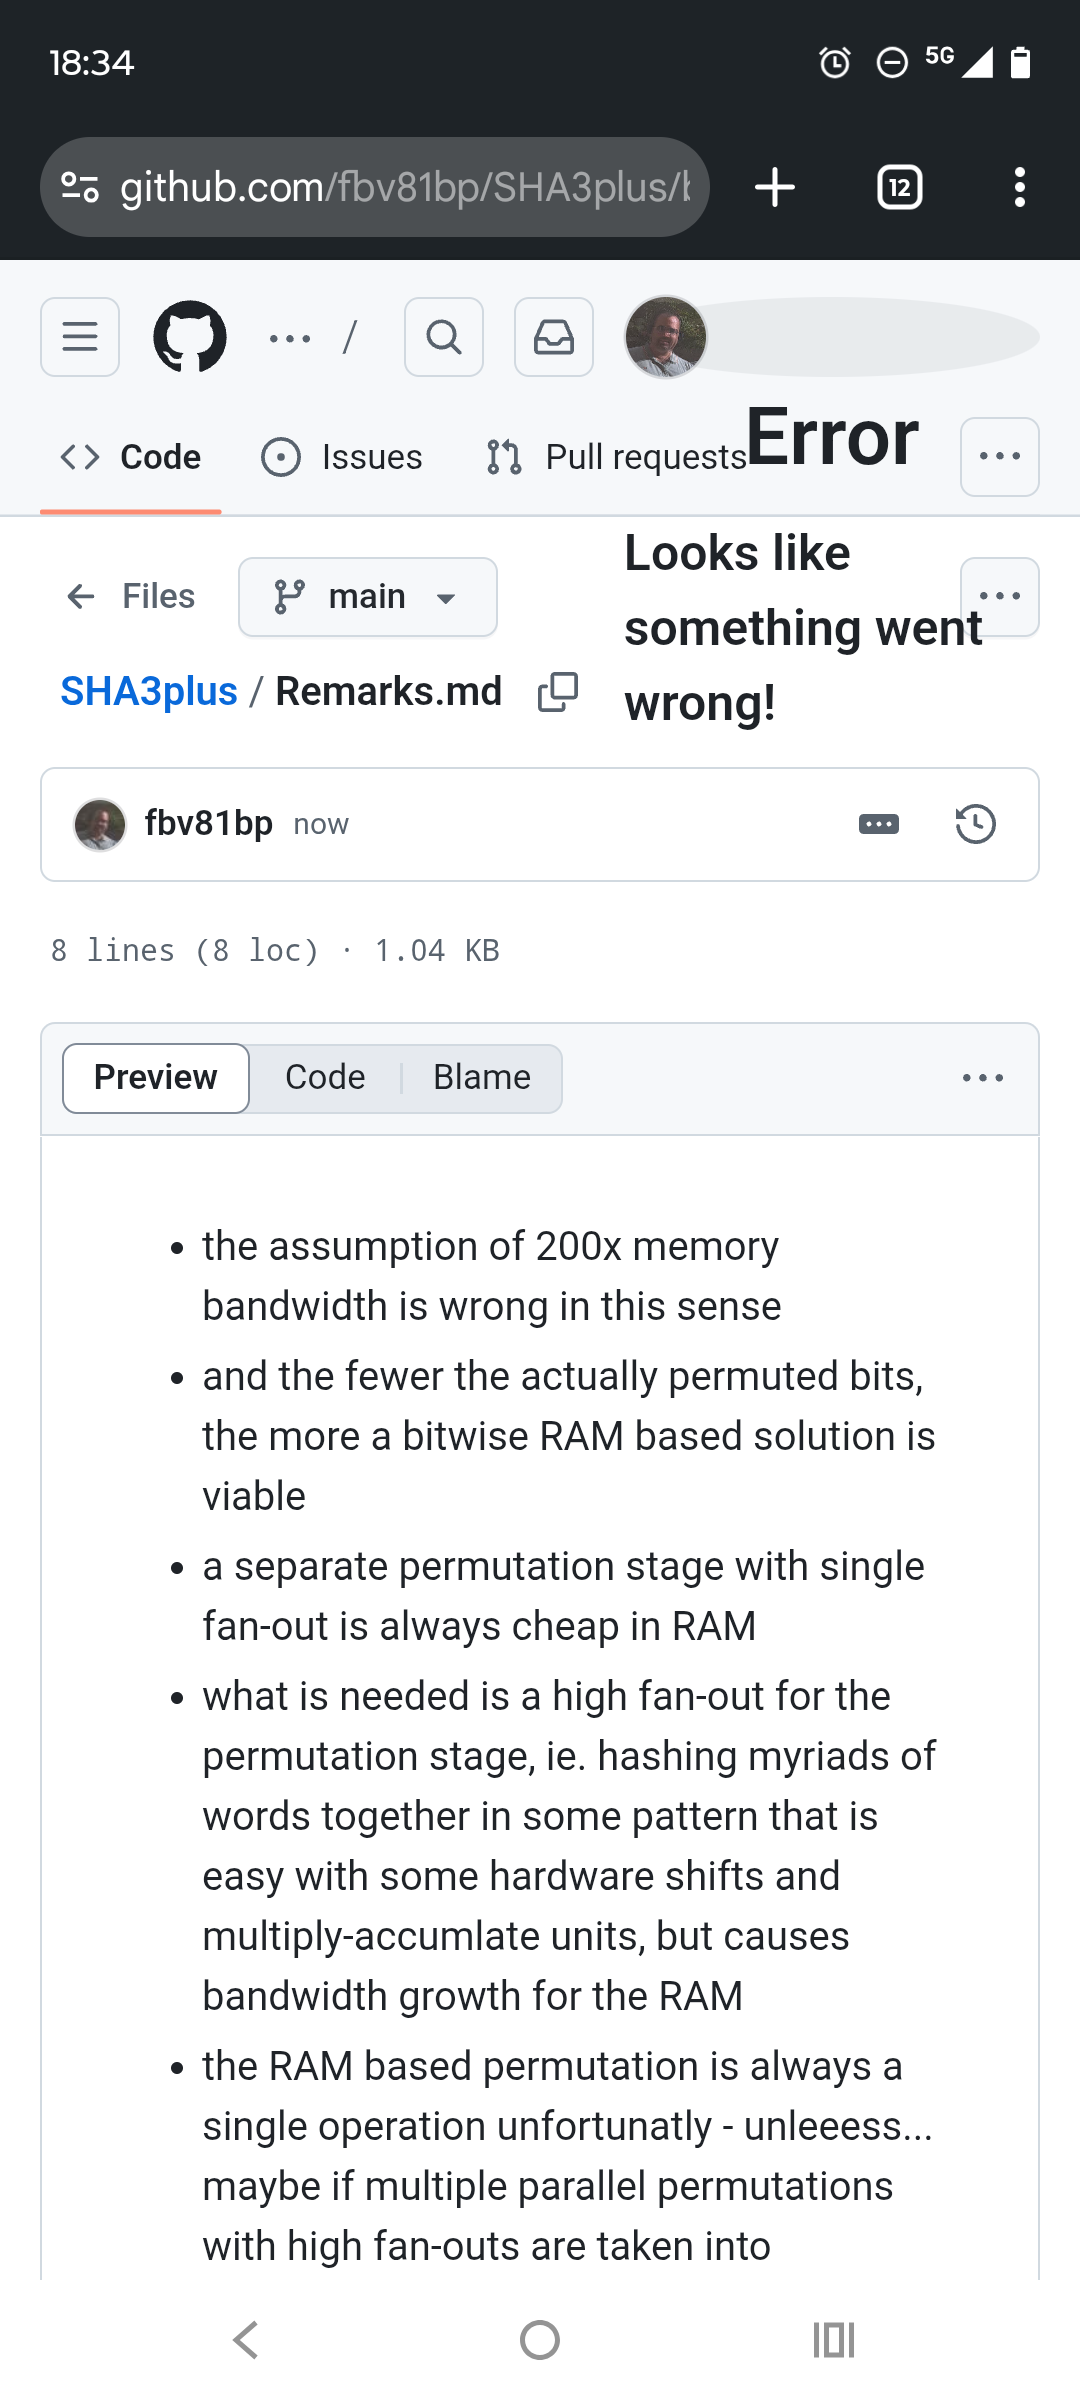 18:34
5G
github.com/fbv81bp/SHA3plus/b
12
... /
Code
Issues
Pull requests
Error
Files
main
Looks like
something went
wrong!
SHA3plus / Remarks.md
fbv81bp now
8 lines (8 loc) · 1.04 KB
Preview
Code
Blame
• the assumption of 200x memory
bandwidth is wrong in this sense
• and the fewer the actually permuted bits,
the more a bitwise RAM based solution is
viable
• a separate permutation stage with single
fan-out is always cheap in RAM
• what is needed is a high fan-out for the
permutation stage, ie. hashing myriads of
words together in some pattern that is
easy with some hardware shifts and
multiply-accumlate units, but causes
bandwidth growth for the RAM
• the RAM based permutation is always a
single operation unfortunatly - unleeess...
maybe if multiple parallel permutations
with high fan-outs are taken into